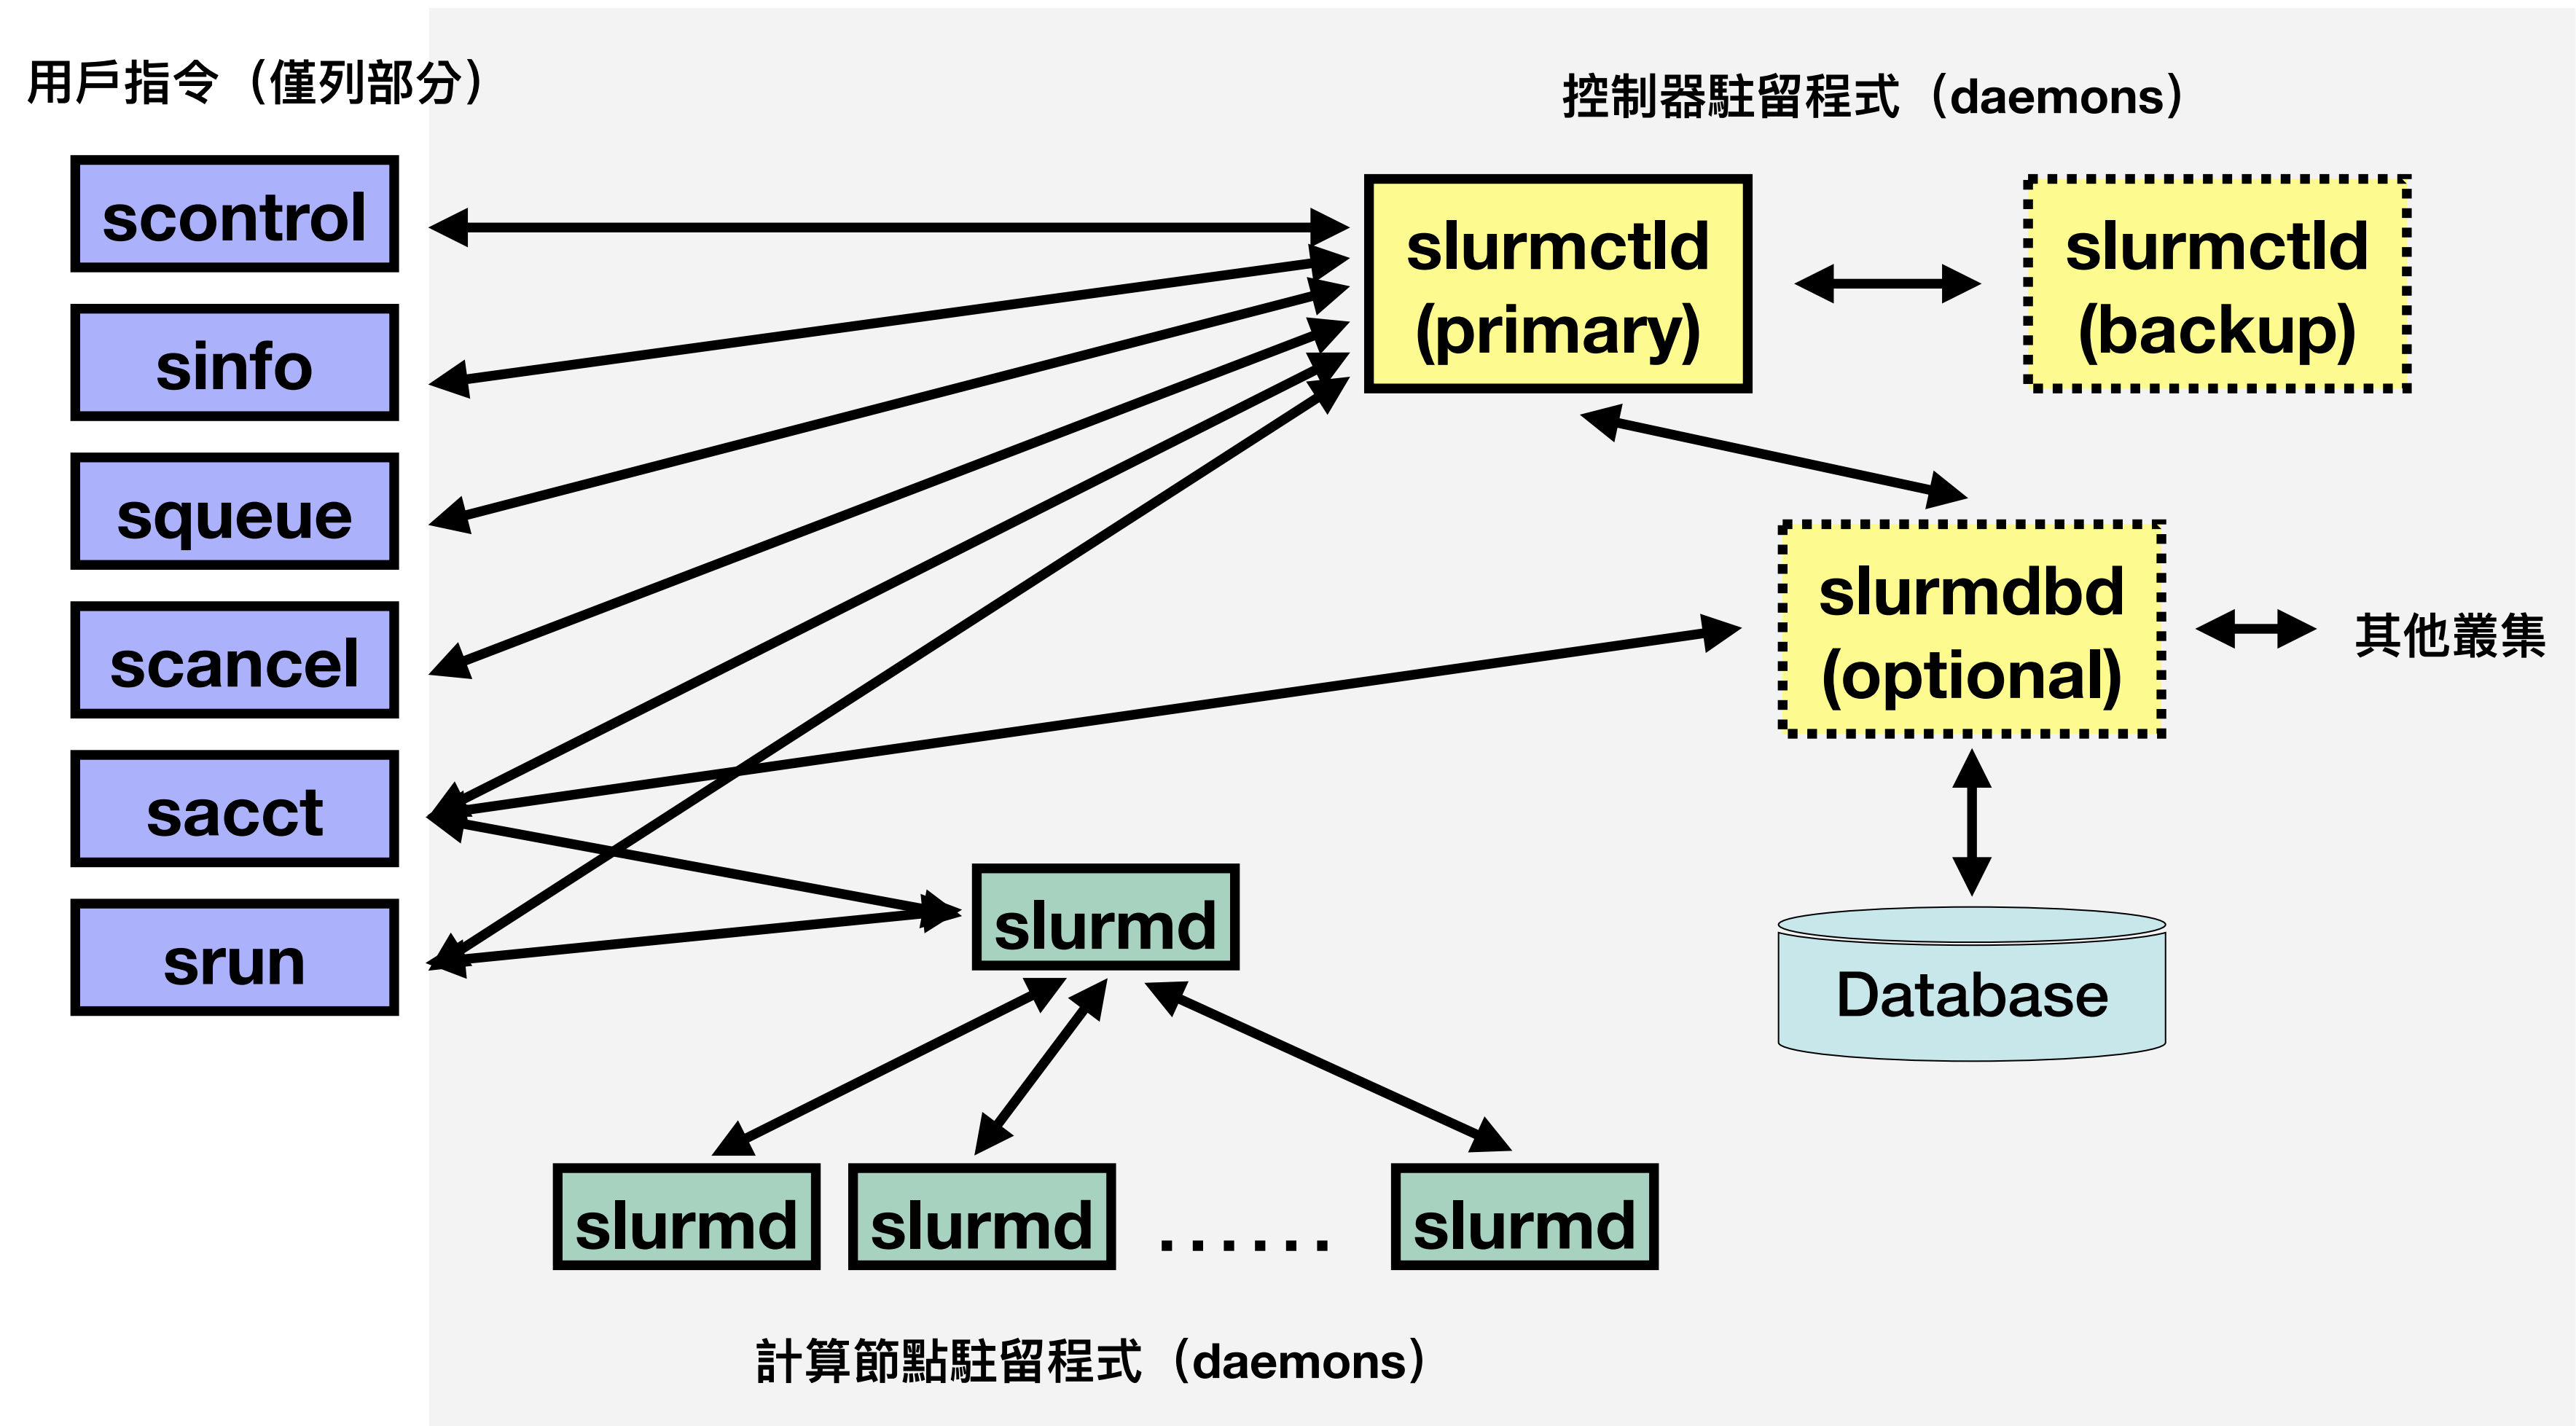 用戶指令（僅列部分）
控制器駐留程式（daemons）
scontrol
sinfo
squeue
scancel
sacct
srun
slurmctld
(primary)
slurmctld
(backup)
slurmdbd
(optional)
其他叢集
Database
slurmd
slurmd
slurmd
......
slurmd
計算節點駐留程式（daemons）